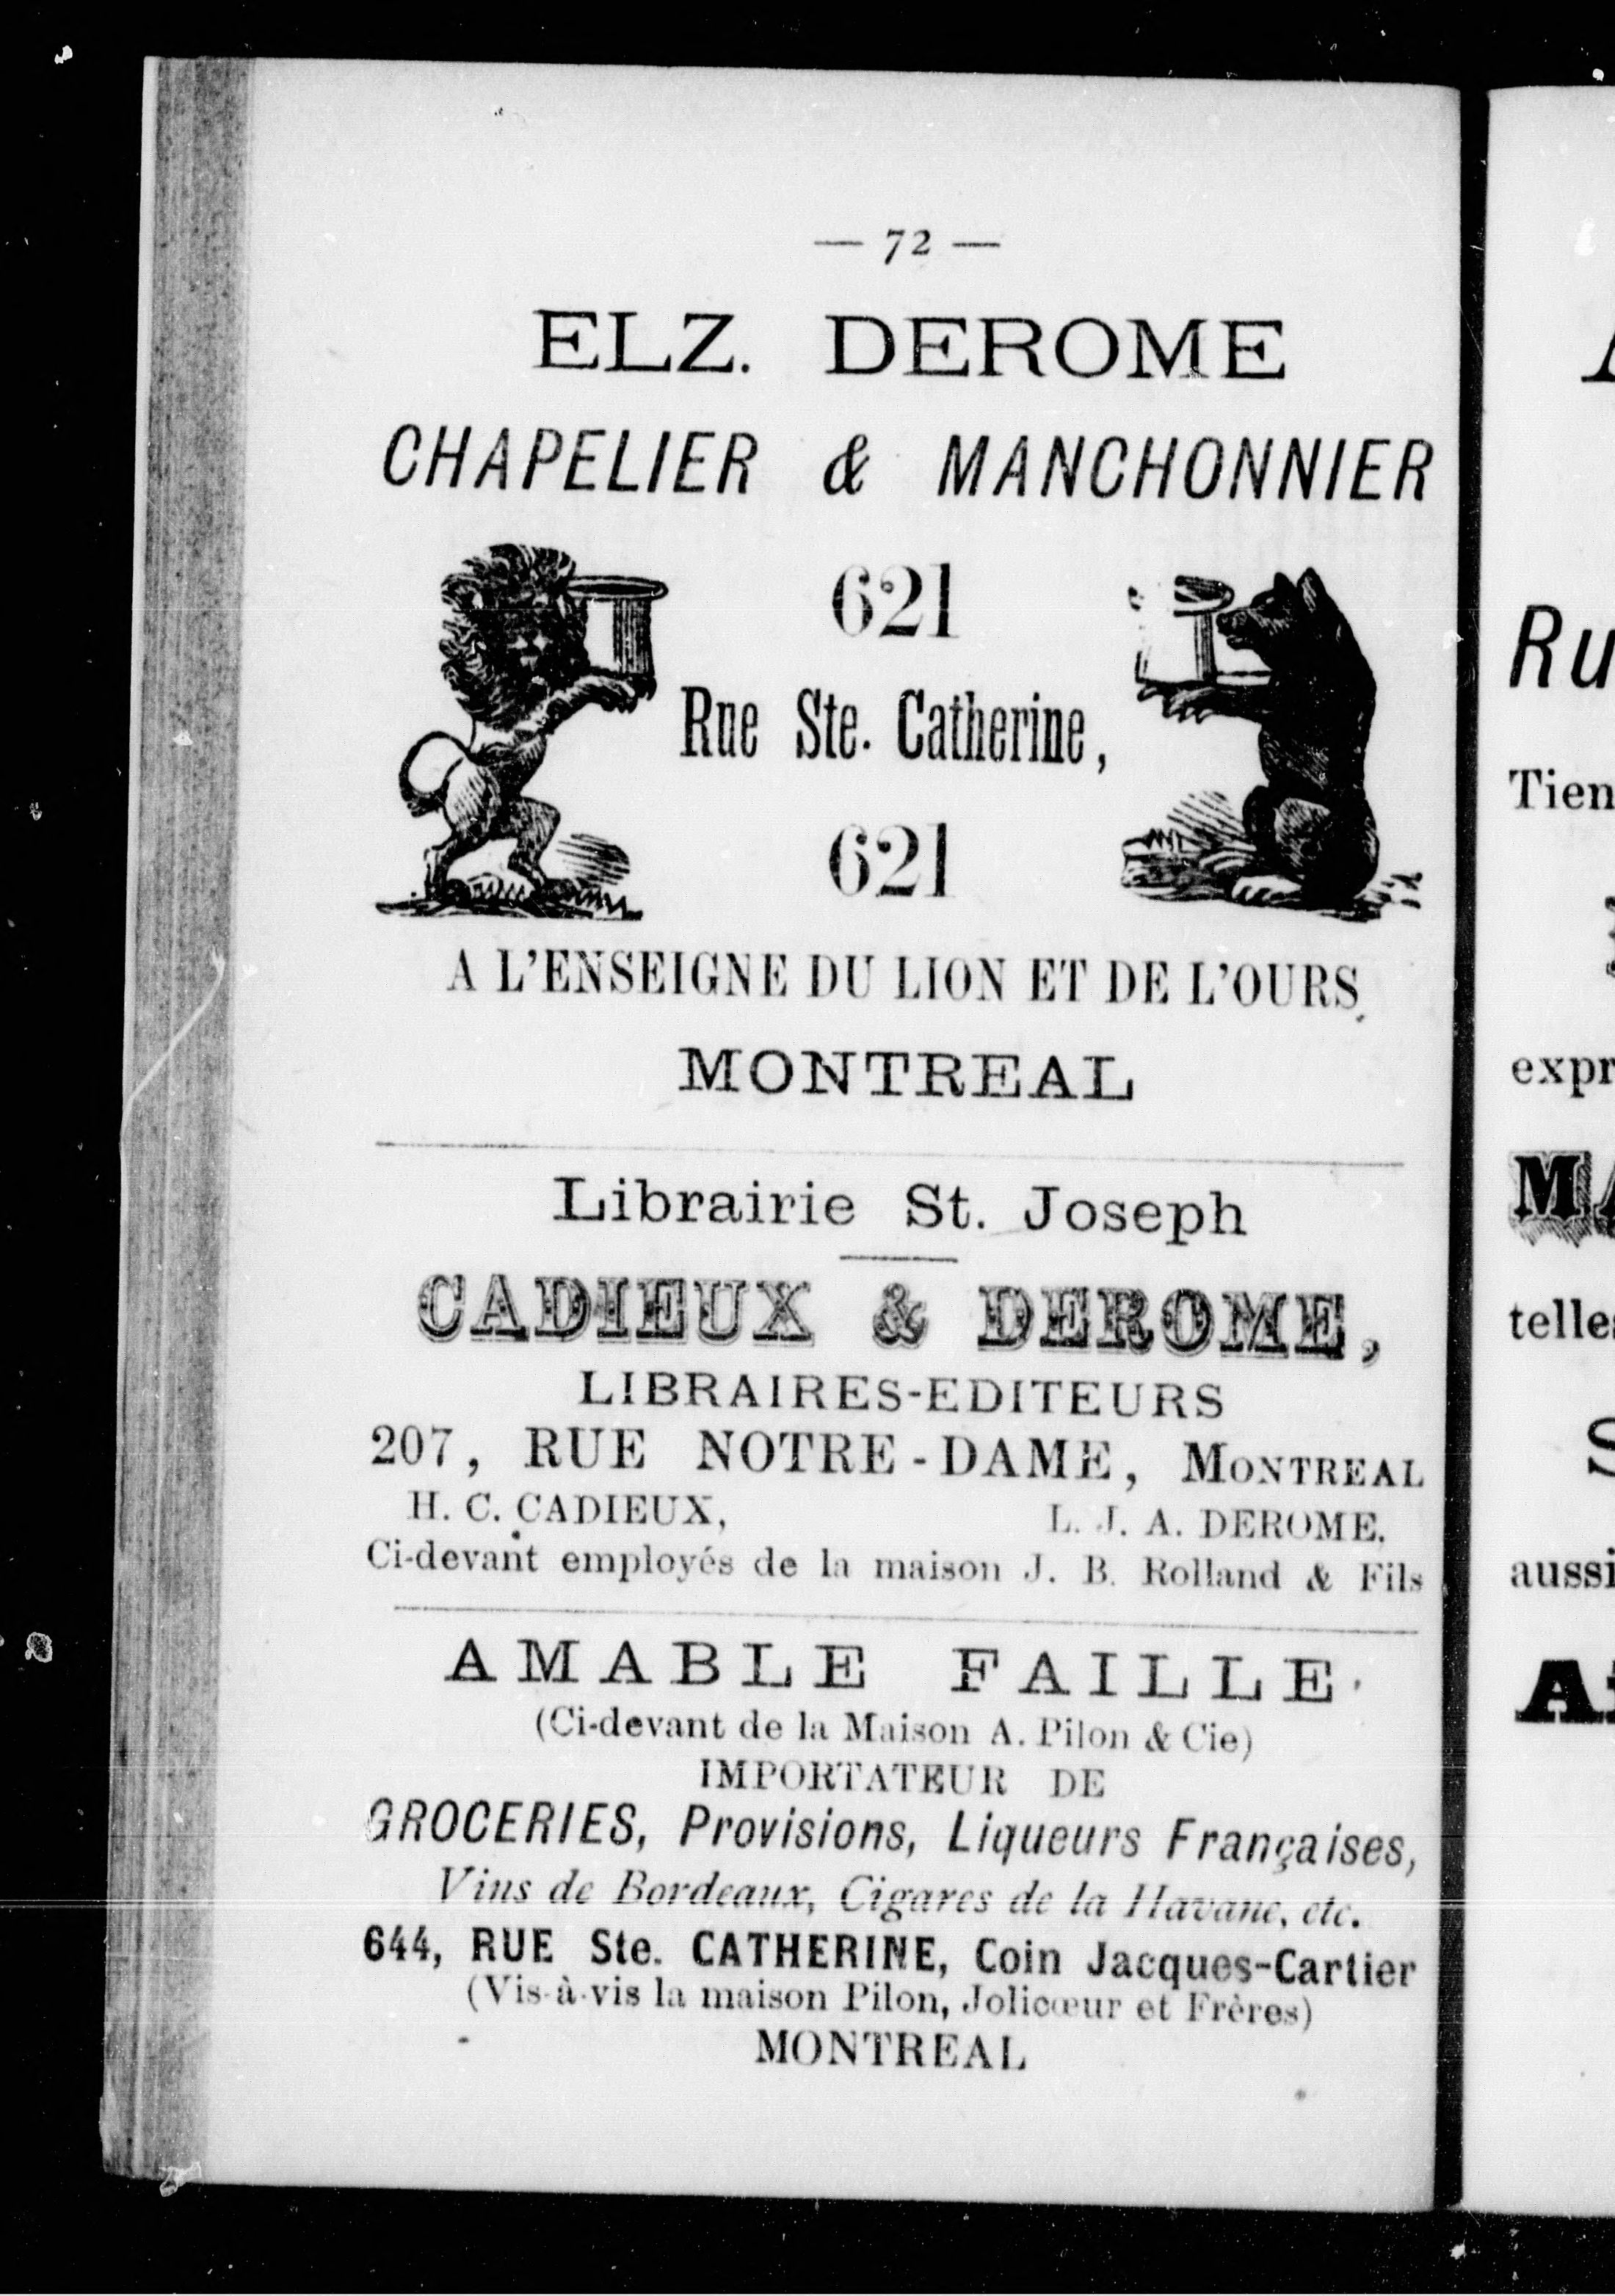 — 72 —
ELZ. DEROME
CHAPELIER & MANCHONNIER
621
Rue Ste. Catherine,
621
A L'ENSEIGNE DU LION ET DE L'OURS
MONTREAL
Librairie St. Joseph
CADIEUX & DEROME,
LIBRAIRES-EDITEURS
207, RUE NOTRE-DAME, MONTREAL
H. C. CADIEUX, L. J. A. DEROME.
Ci-devant employés de la maison J. B. Rolland & Fils
AMABLE FAILLE
(Ci-devant de la Maison A. Pilon & Cie)
IMPORTATEUR DE
GROCERIES, Provisions, Liqueurs Françaises,
Vins de Bordeaux, Cigares de la Havane, etc.
644, RUE Ste. CATHERINE, Coin Jacques-Cartier
(Vis-à-vis la maison Pilon, Jolicœur et Frères)
MONTREAL
Ru
Tien
expr
MA
telles
S
aussi